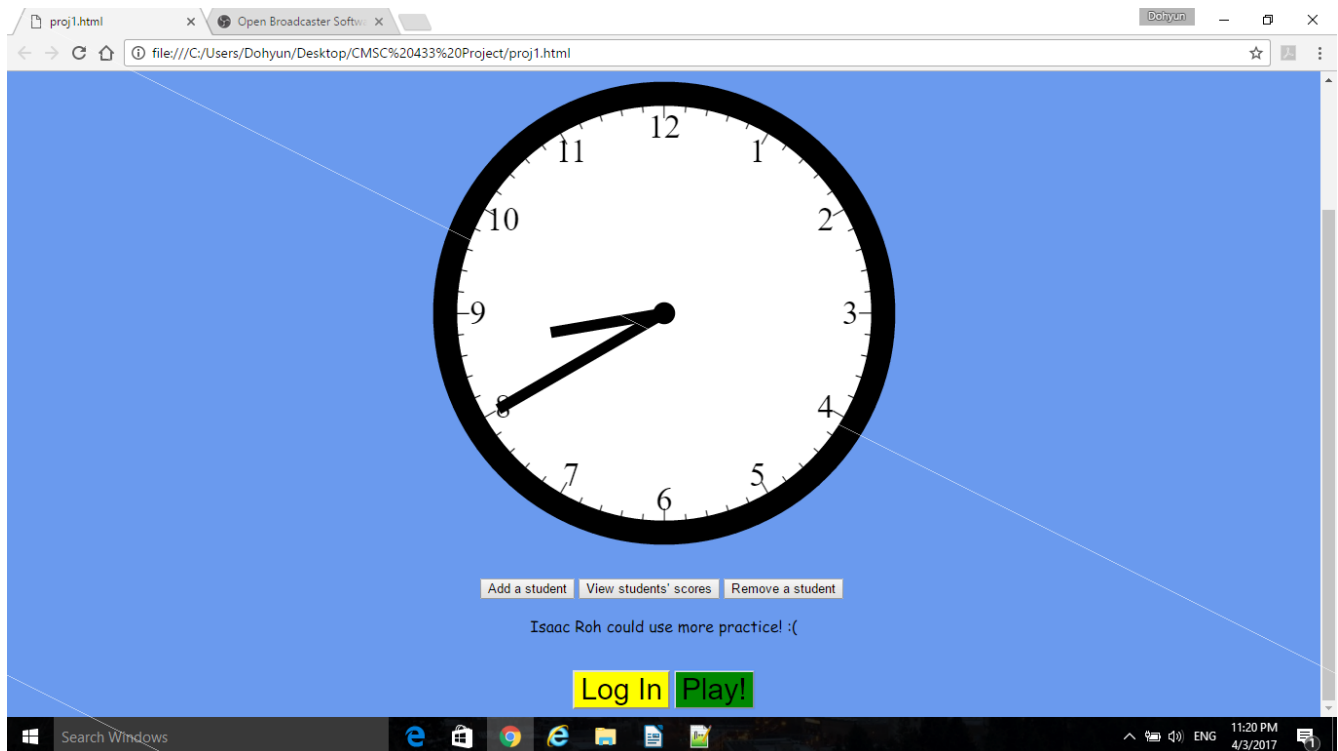 proj1.html
Open Broadcaster Softw
Dohyun
file:///C:/Users/Dohyun/Desktop/CMSC%20433%20Project/proj1.html
12
11
1
10
2
9
3
8
4
7
5
6
Add a student
View students' scores
Remove a student
Isaac Roh could use more practice! :(
Log In
Play!
Search Windows
ENG
11:20 PM
4/3/2017
1